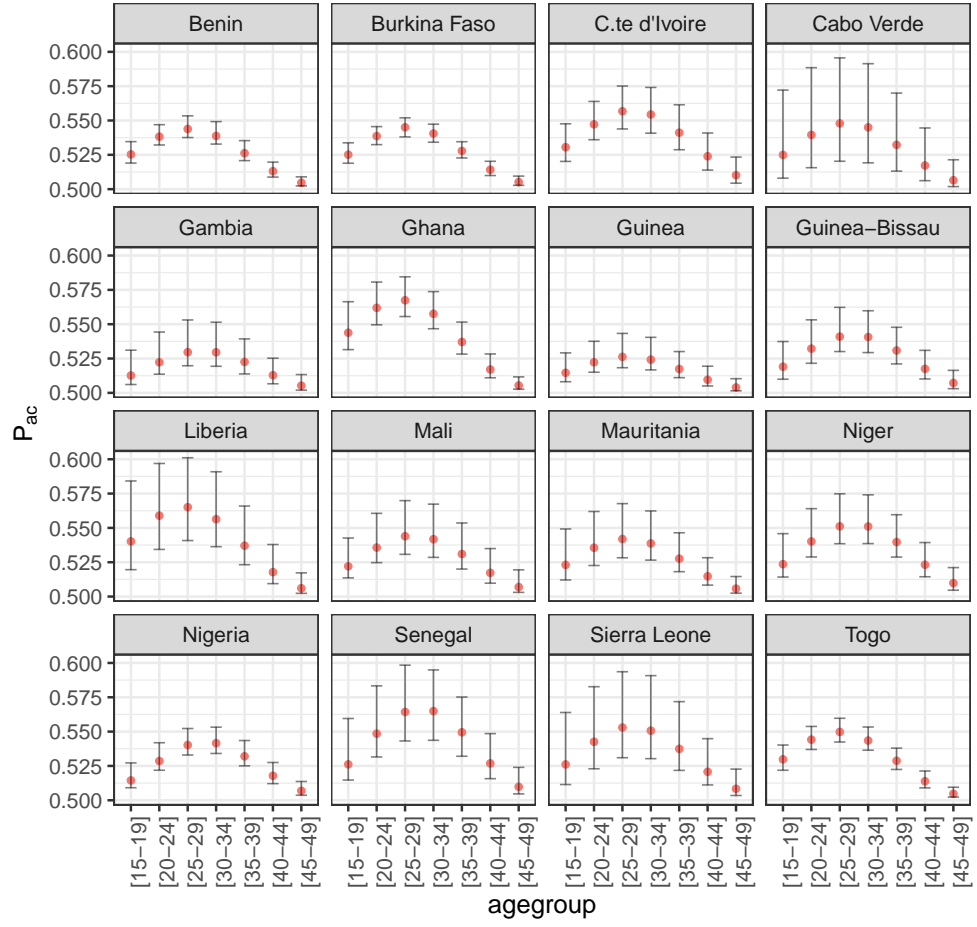 Benin Burkina Faso C.te d'Ivoire Cabo Verde
0.600
0.575
0.550
0.525
0.500
Gambia Ghana Guinea Guinea−Bissau
0.600
0.575
0.550
0.525
0.500
P_ac
Liberia Mali Mauritania Niger
0.600
0.575
0.550
0.525
0.500
Nigeria Senegal Sierra Leone Togo
0.600
0.575
0.550
0.525
0.500
[15−19] [20−24] [25−29] [30−34] [35−39] [40−44] [45−49] [15−19] [20−24] [25−29] [30−34] [35−39] [40−44] [45−49] [15−19] [20−24] [25−29] [30−34] [35−39] [40−44] [45−49] [15−19] [20−24] [25−29] [30−34] [35−39] [40−44] [45−49]
agegroup